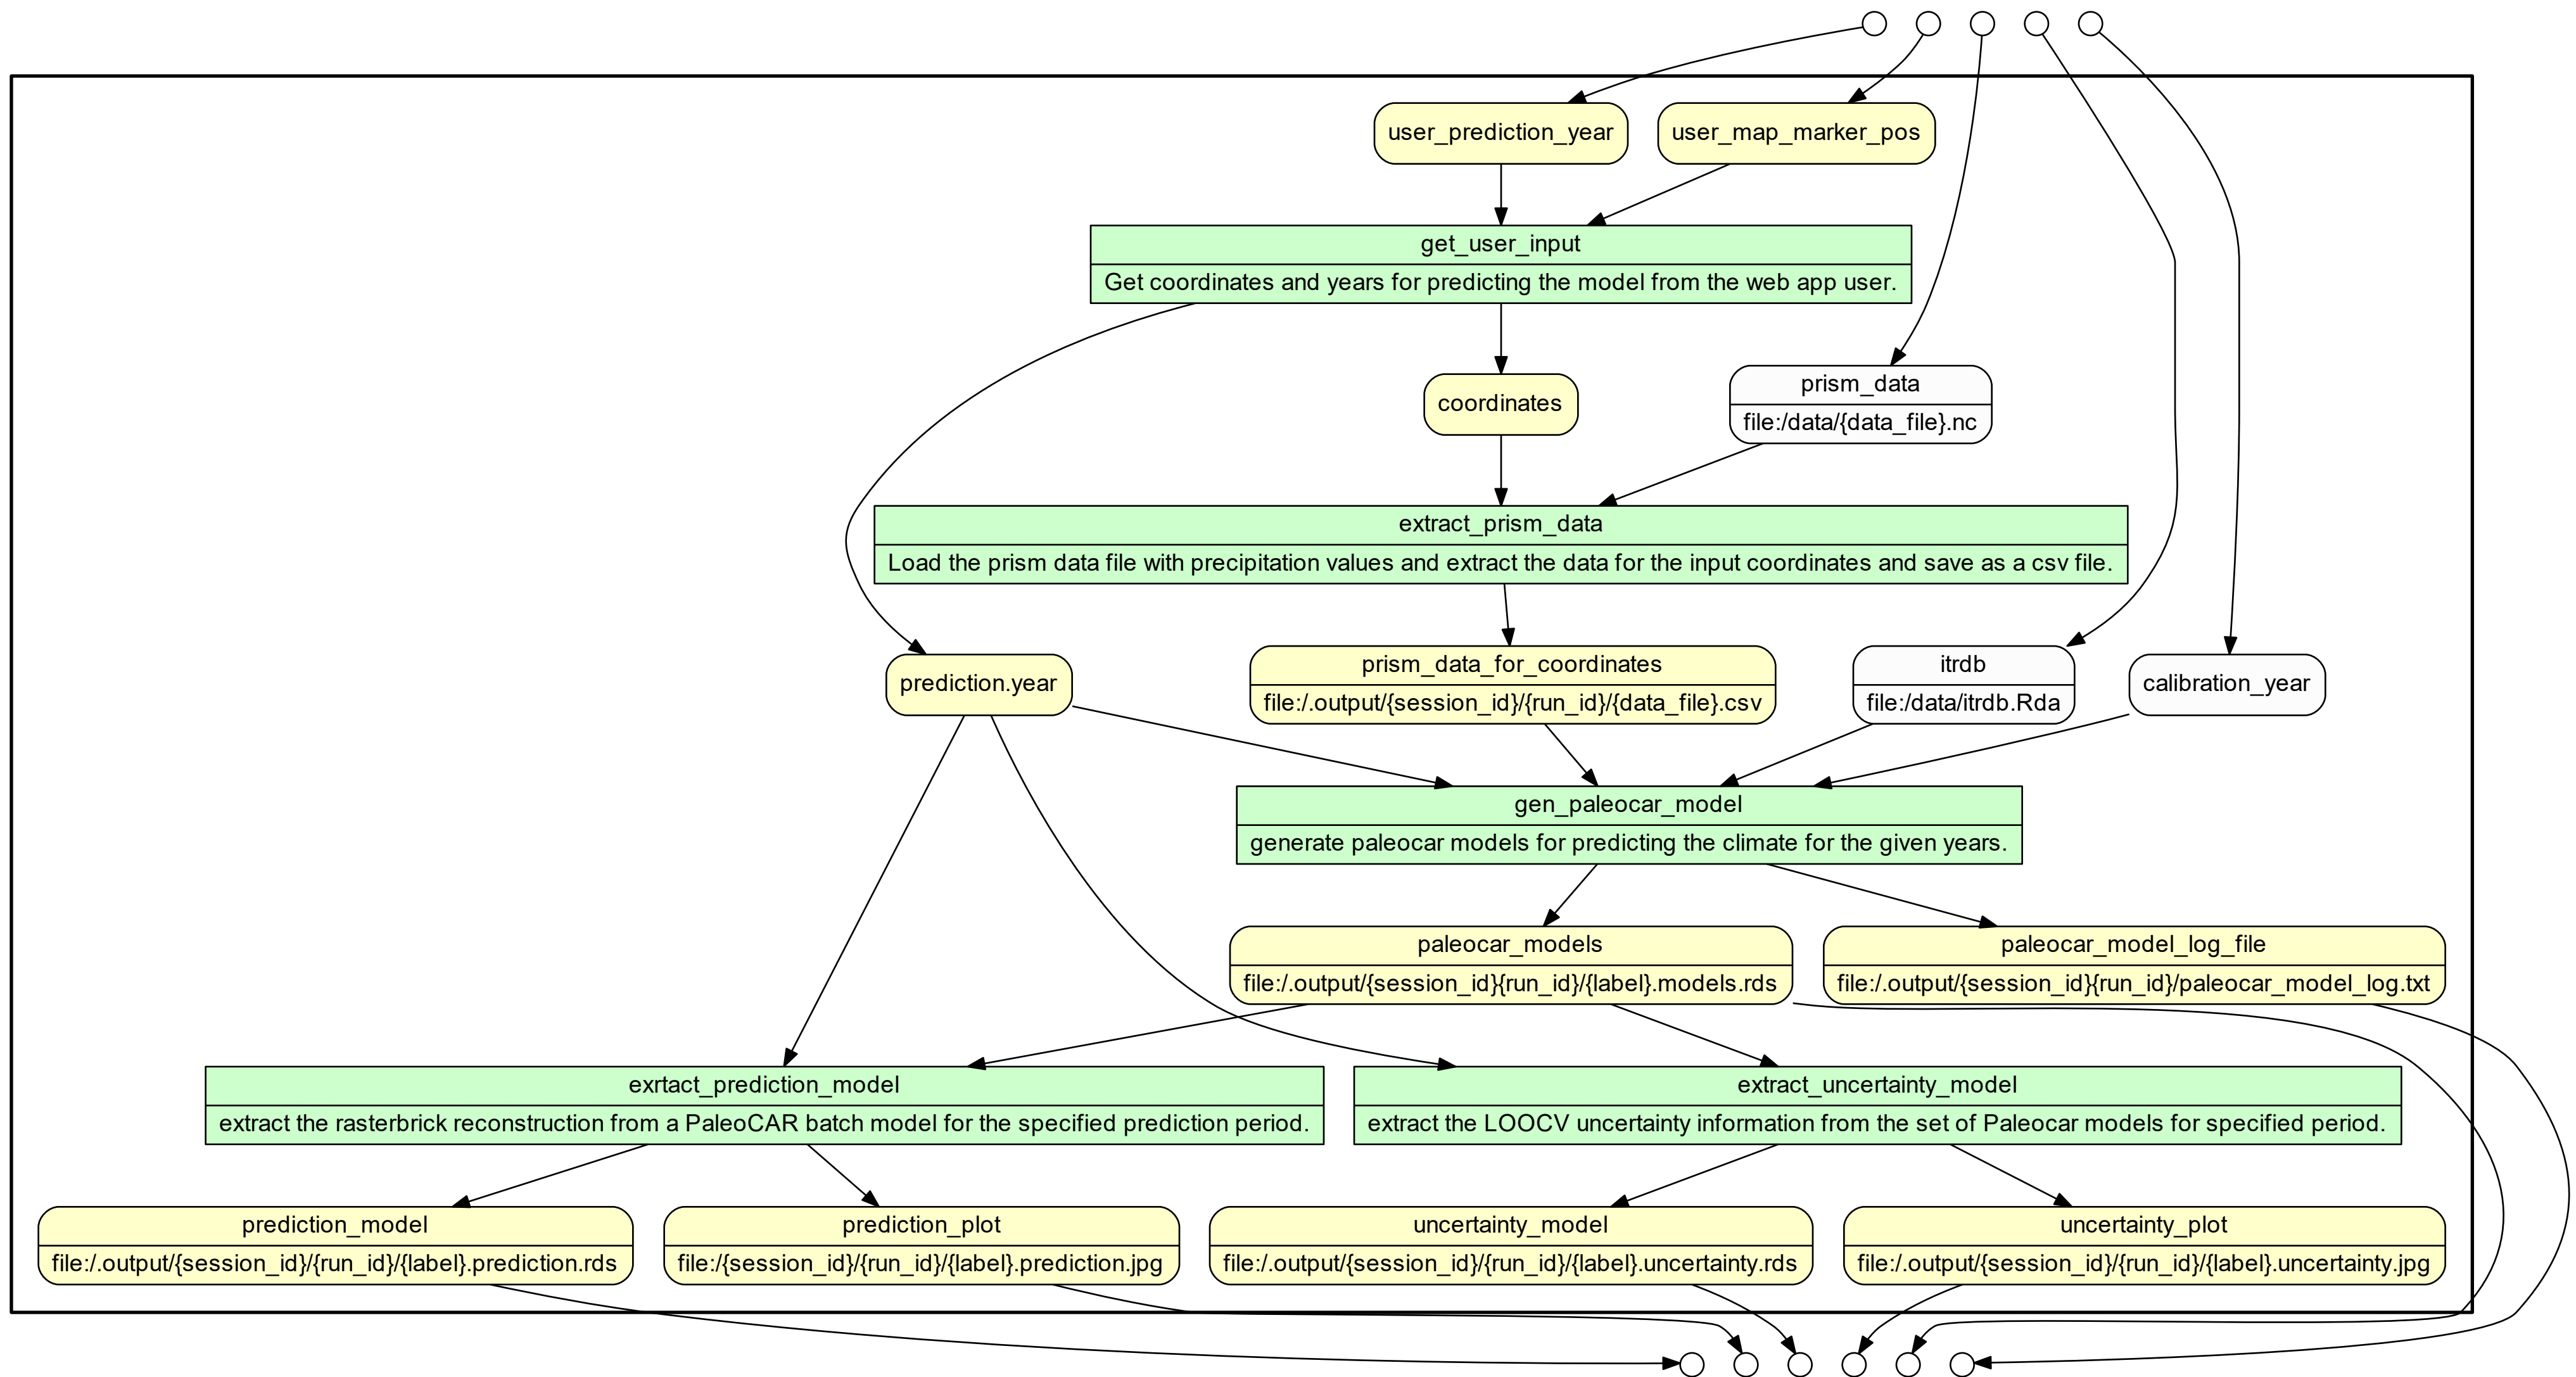 user_prediction_year
user_map_marker_pos
get_user_input
Get coordinates and years for predicting the model from the web app user.
coordinates
prism_data
file:/data/{data_file}.nc
extract_prism_data
Load the prism data file with precipitation values and extract the data for the input coordinates and save as a csv file.
prediction.year
prism_data_for_coordinates
file:/.output/{session_id}/{run_id}/{data_file}.csv
itrdb
file:/data/itrdb.Rda
calibration_year
gen_paleocar_model
generate paleocar models for predicting the climate for the given years.
paleocar_models
file:/.output/{session_id}{run_id}/{label}.models.rds
paleocar_model_log_file
file:/.output/{session_id}{run_id}/paleocar_model_log.txt
exrtact_prediction_model
extract the rasterbrick reconstruction from a PaleoCAR batch model for the specified prediction period.
extract_uncertainty_model
extract the LOOCV uncertainty information from the set of Paleocar models for specified period.
prediction_model
file:/.output/{session_id}/{run_id}/{label}.prediction.rds
prediction_plot
file:/{session_id}/{run_id}/{label}.prediction.jpg
uncertainty_model
file:/.output/{session_id}/{run_id}/{label}.uncertainty.rds
uncertainty_plot
file:/.output/{session_id}/{run_id}/{label}.uncertainty.jpg